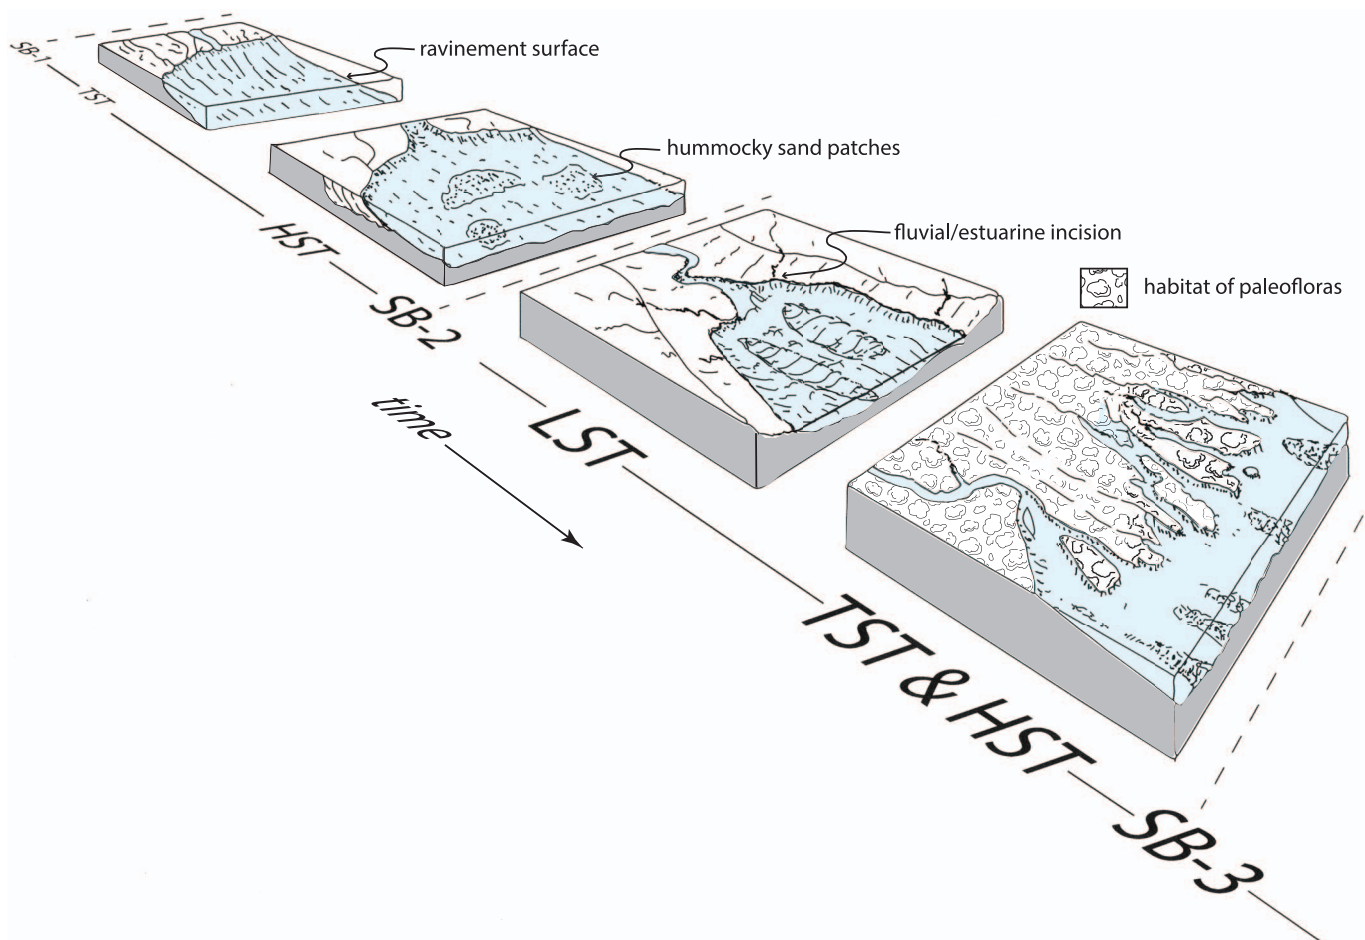 SB-1
TST
ravinement surface
HST
hummocky sand patches
SB-2
fluvial/estuarine incision
habitat of paleofloras
time
LST
TST & HST
SB-3